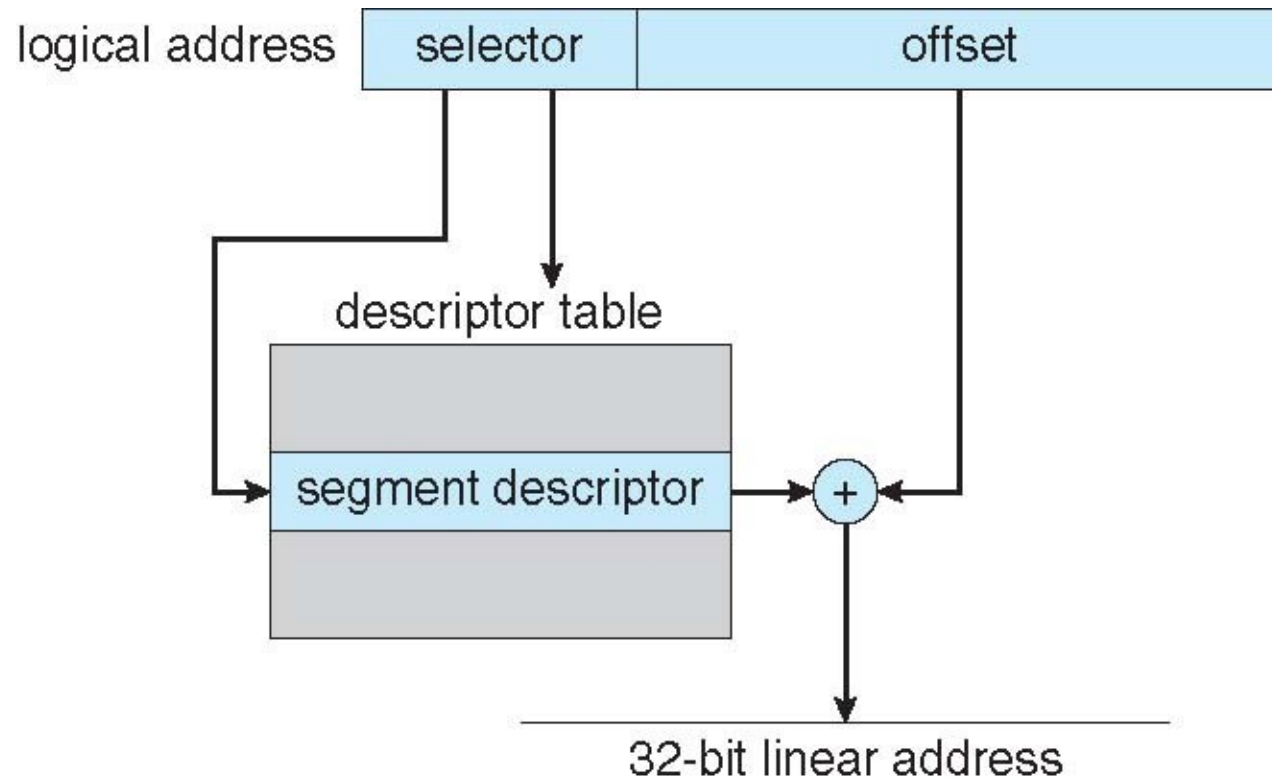 logical address selector offset
descriptor table
segment descriptor +
32-bit linear address